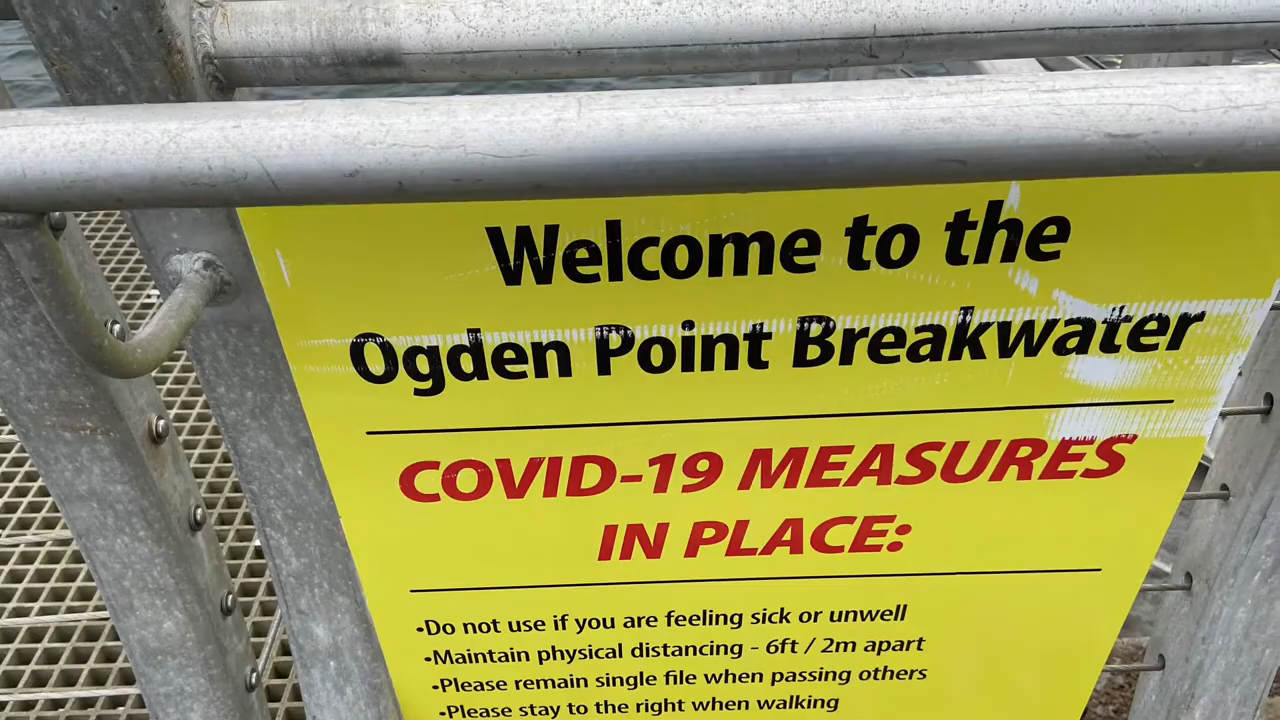 Welcome to the
Ogden Point Breakwater
COVID-19 MEASURES
IN PLACE:
•Do not use if you are feeling sick or unwell
•Maintain physical distancing - 6ft / 2m apart
•Please remain single file when passing others
•Please stay to the right when walking